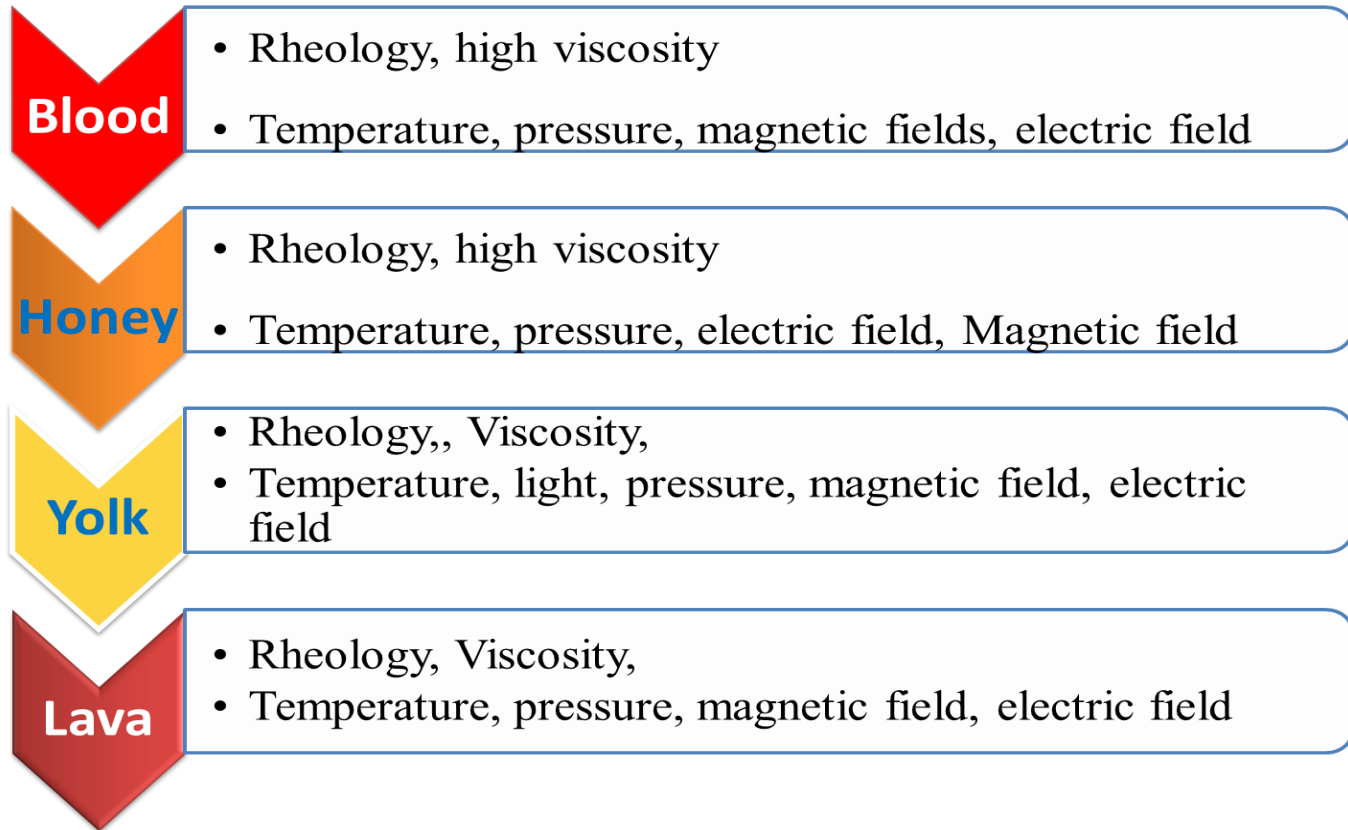 Blood
• Rheology, high viscosity
• Temperature, pressure, magnetic fields, electric field
Honey
• Rheology, high viscosity
• Temperature, pressure, electric field, Magnetic field
Yolk
• Rheology,, Viscosity,
• Temperature, light, pressure, magnetic field, electric
field
Lava
• Rheology, Viscosity,
• Temperature, pressure, magnetic field, electric field